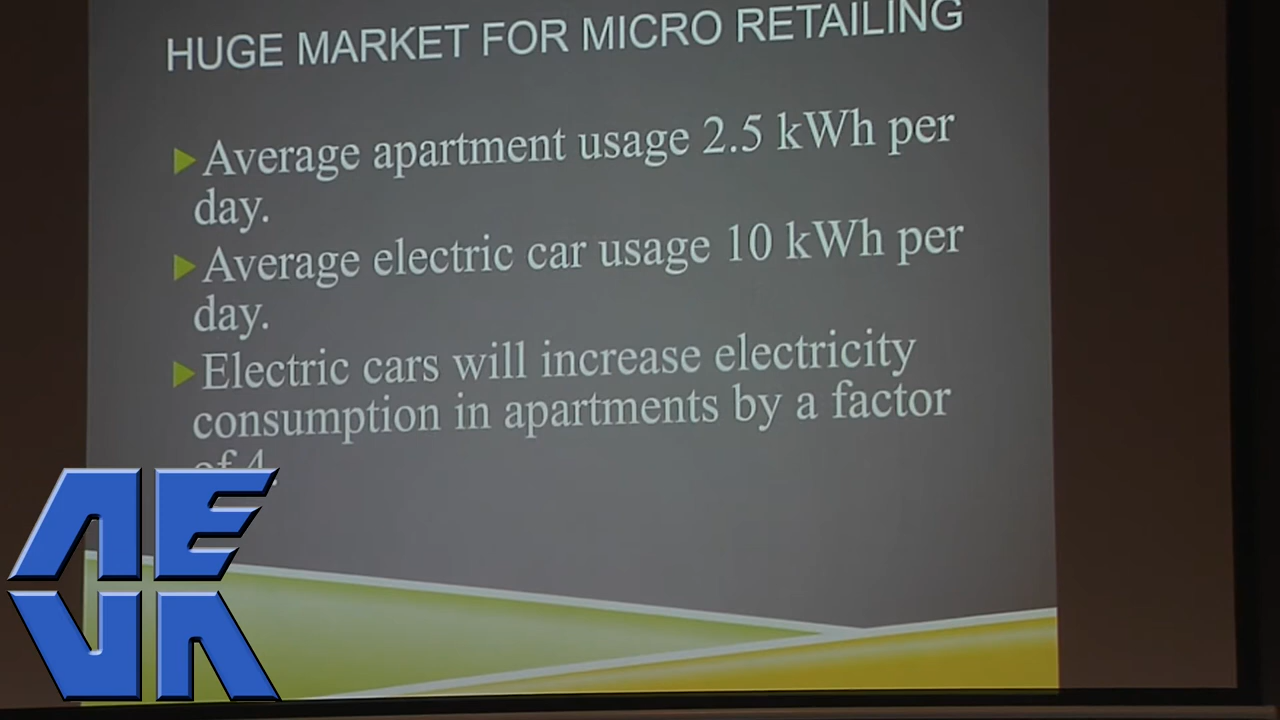 HUGE MARKET FOR MICRO RETAILING
Average apartment usage 2.5 kWh per
day.
Average electric car usage 10 kWh per
day.
Electric cars will increase electricity
consumption in apartments by a factor
of 4.
AEVA